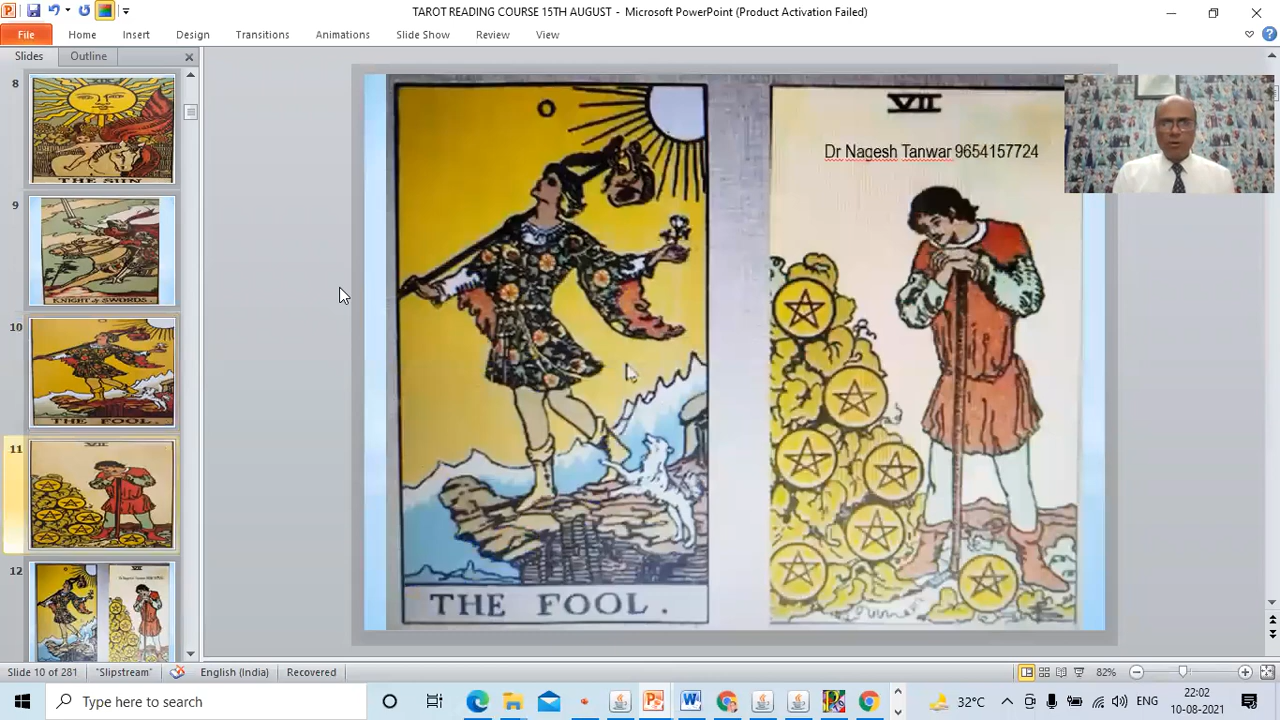 TAROT READING COURSE 15TH AUGUST - Microsoft PowerPoint (Product Activation Failed)
File Home Insert Design Transitions Animations Slide Show Review View
Slides Outline
8
XIX
THE SUN
9
KNIGHT of SWORDS.
10
THE FOOL.
11
VII
12
VII
0
THE FOOL.
VII
Dr Nagesh Tanwar 9654157724
Slide 10 of 281 "Slipstream" English (India) Recovered 82%
Type here to search
W
32°C ENG
22:02
10-08-2021